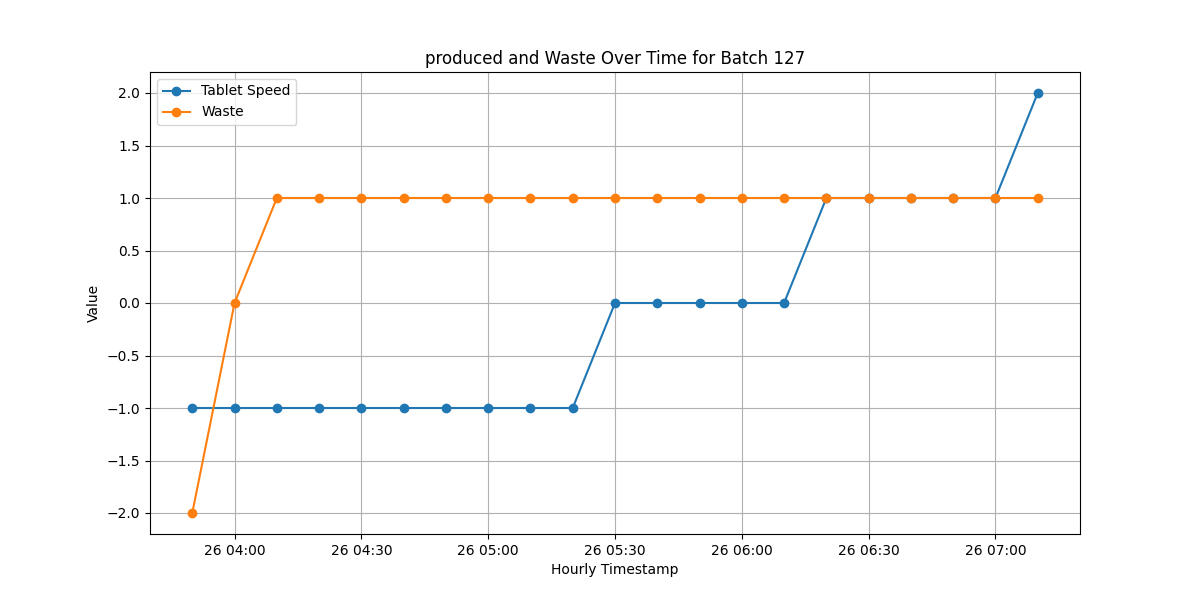 produced and Waste Over Time for Batch 127
Tablet Speed
Waste
2.0
1.5
1.0
0.5
0.0
−0.5
−1.0
−1.5
−2.0
Value
26 04:00 26 04:30 26 05:00 26 05:30 26 06:00 26 06:30 26 07:00
Hourly Timestamp